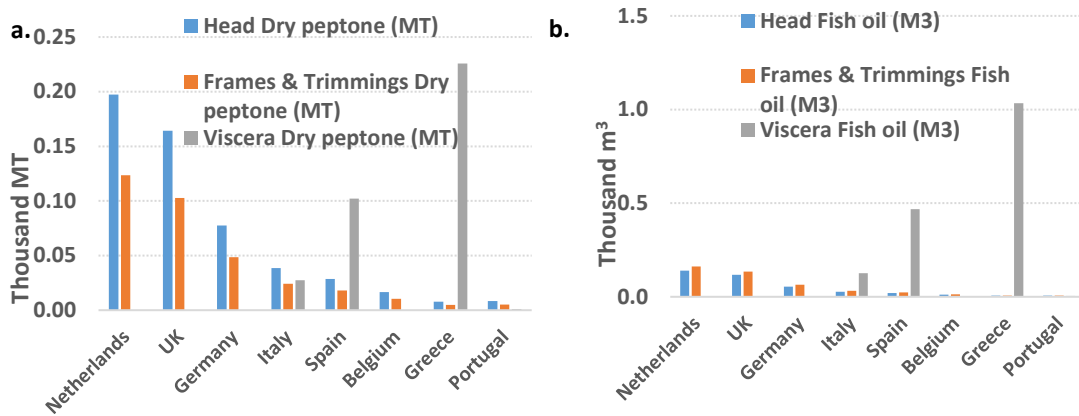 a.
Head Dry peptone (MT)
Frames & Trimmings Dry
peptone (MT)
Viscera Dry peptone (MT)
Thousand MT
0.25
0.20
0.15
0.10
0.05
0.00
Netherlands
UK
Germany
Italy
Spain
Belgium
Greece
Portugal
b.
Head Fish oil (M3)
Frames & Trimmings Fish
oil (M3)
Viscera Fish oil (M3)
Thousand m³
1.5
1.0
0.5
0.0
Netherlands
UK
Germany
Italy
Spain
Belgium
Greece
Portugal